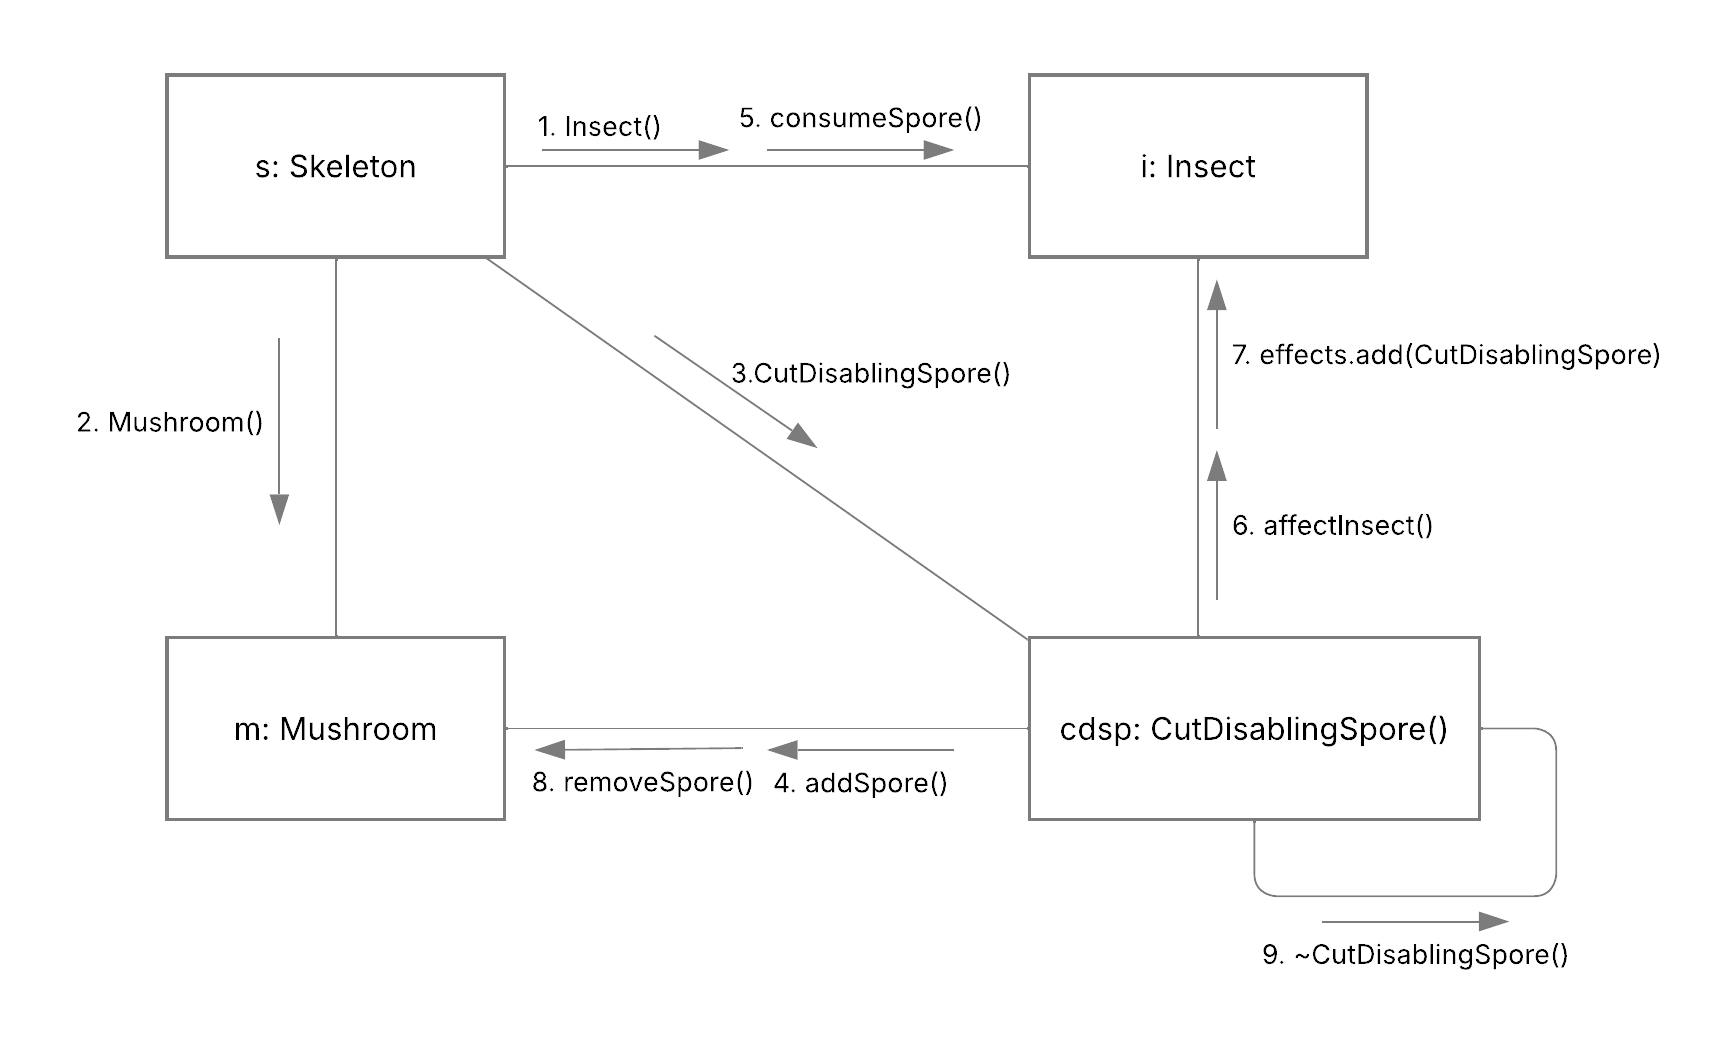 s: Skeleton
1. Insect()
5. consumeSpore()
i: Insect
2. Mushroom()
3.CutDisablingSpore()
7. effects.add(CutDisablingSpore)
6. affectInsect()
m: Mushroom
8. removeSpore()
4. addSpore()
cdsp: CutDisablingSpore()
9. ~CutDisablingSpore()